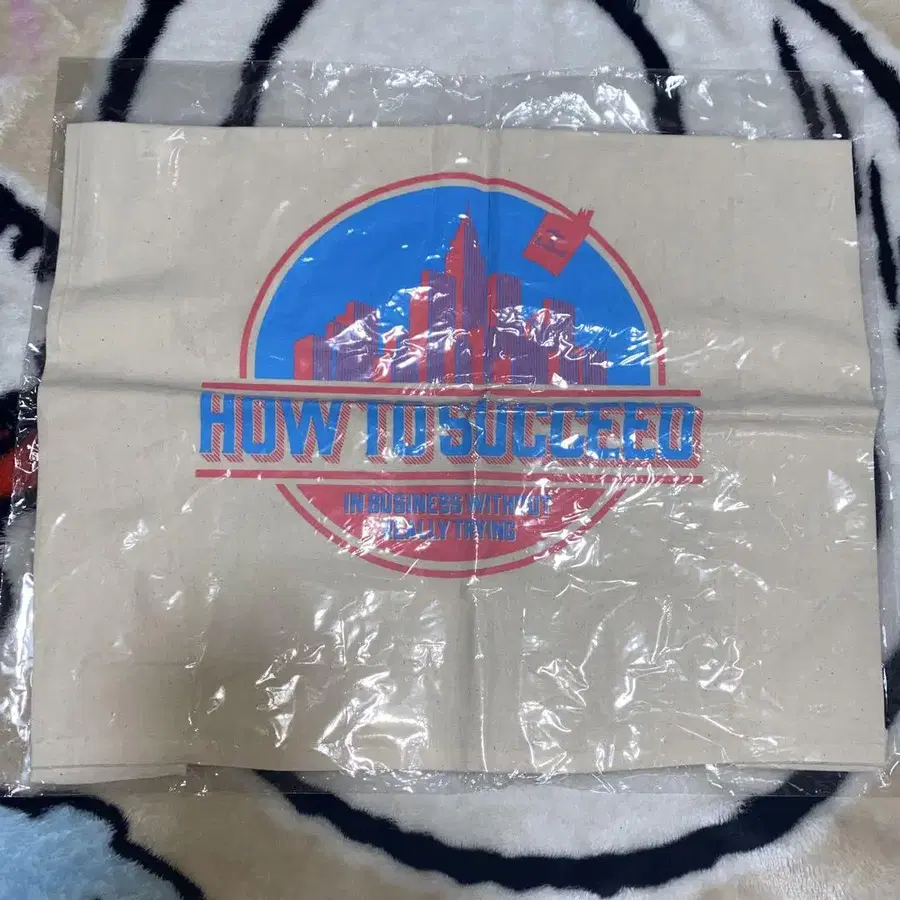 HOW TO SUCCEED
IN BUSINESS WITHOUT
REALLY TRYING